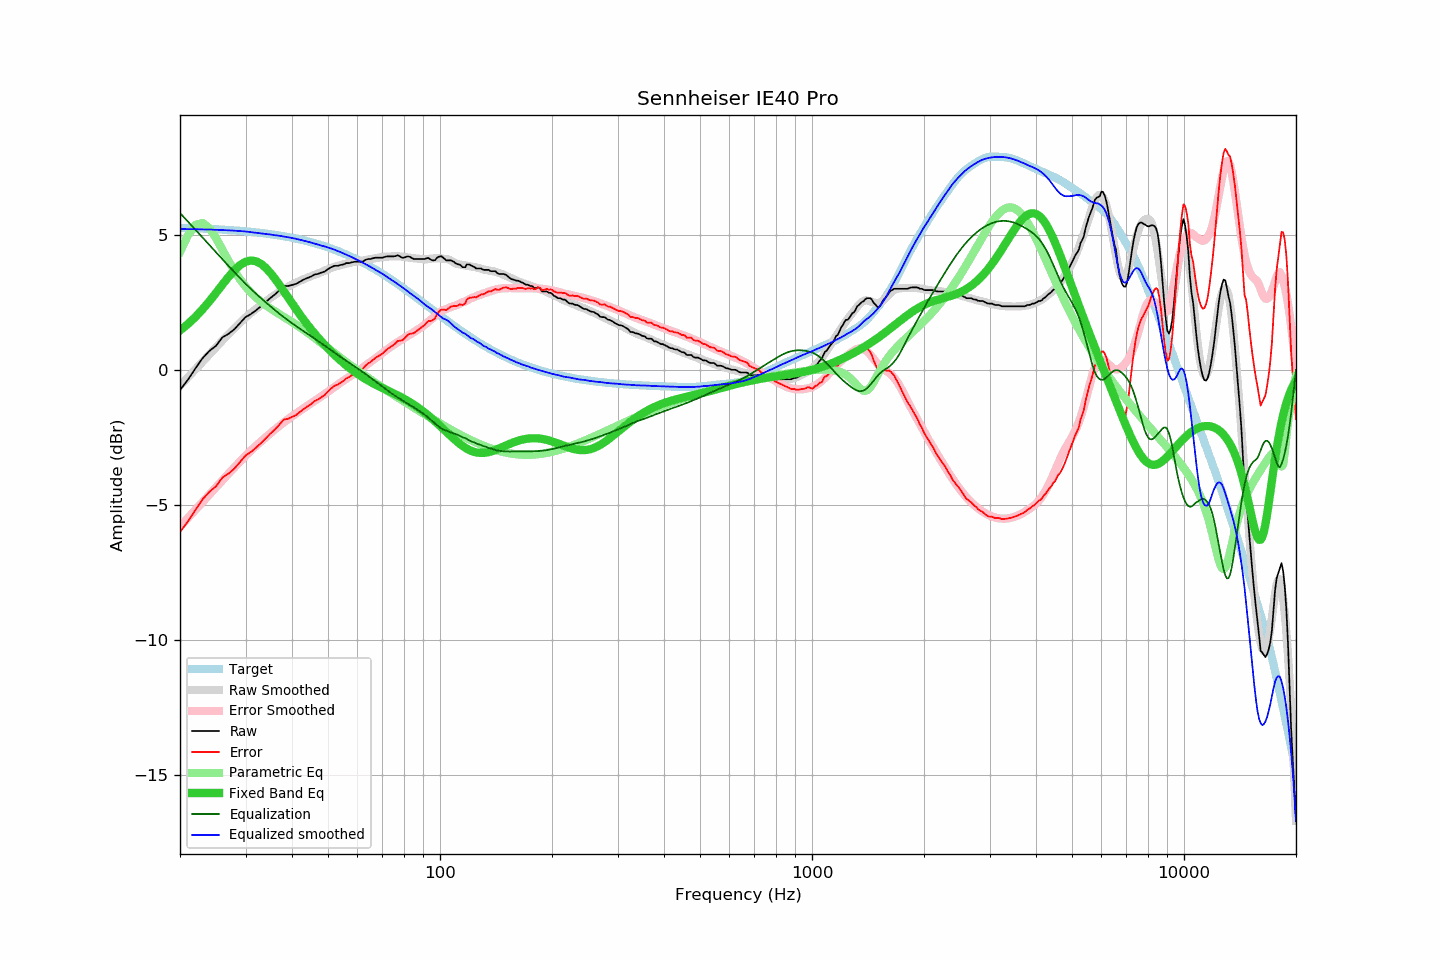 Sennheiser IE40 Pro
Amplitude (dBr)
5
0
−5
−10
−15
Target
Raw Smoothed
Error Smoothed
Raw
Error
Parametric Eq
Fixed Band Eq
Equalization
Equalized smoothed
100 1000 10000
Frequency (Hz)